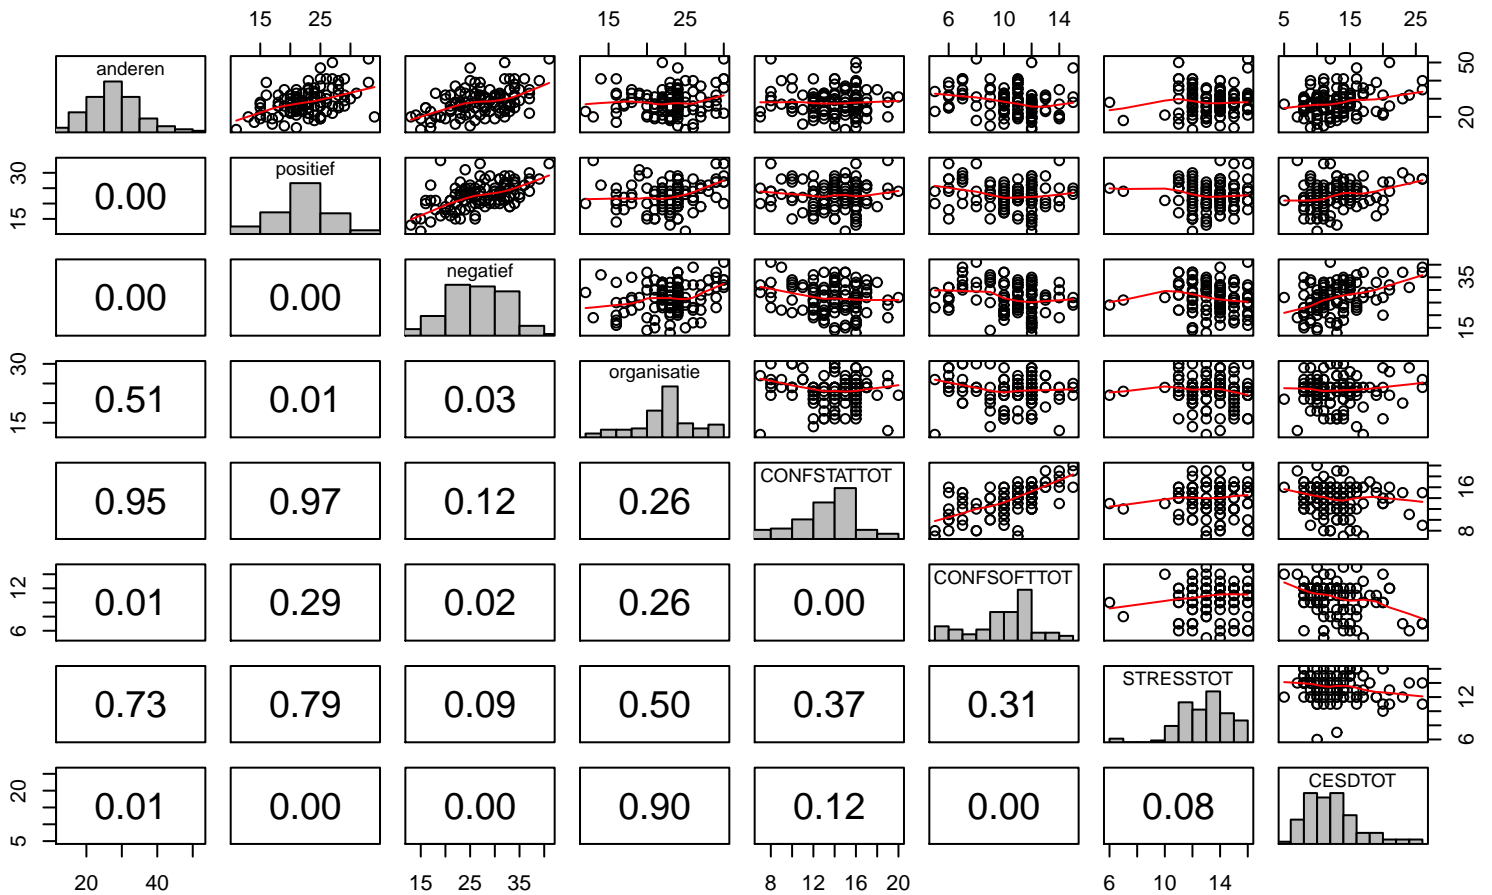 15 25 15 25 6 10 14 5 15 25
anderen
20 50
15 30
0.00
positief
0.00 0.00
negatief
15 35
15 30
0.51 0.01 0.03
organisatie
0.95 0.97 0.12 0.26
CONFSTATTOT
8 16
6 12
0.01 0.29 0.02 0.26 0.00
CONFSOFTTOT
0.73 0.79 0.09 0.50 0.37 0.31
STRESSTOT
6 12
5 20
0.01 0.00 0.00 0.90 0.12 0.00 0.08
CESDTOT
20 40 15 25 35 8 12 16 20 6 10 14